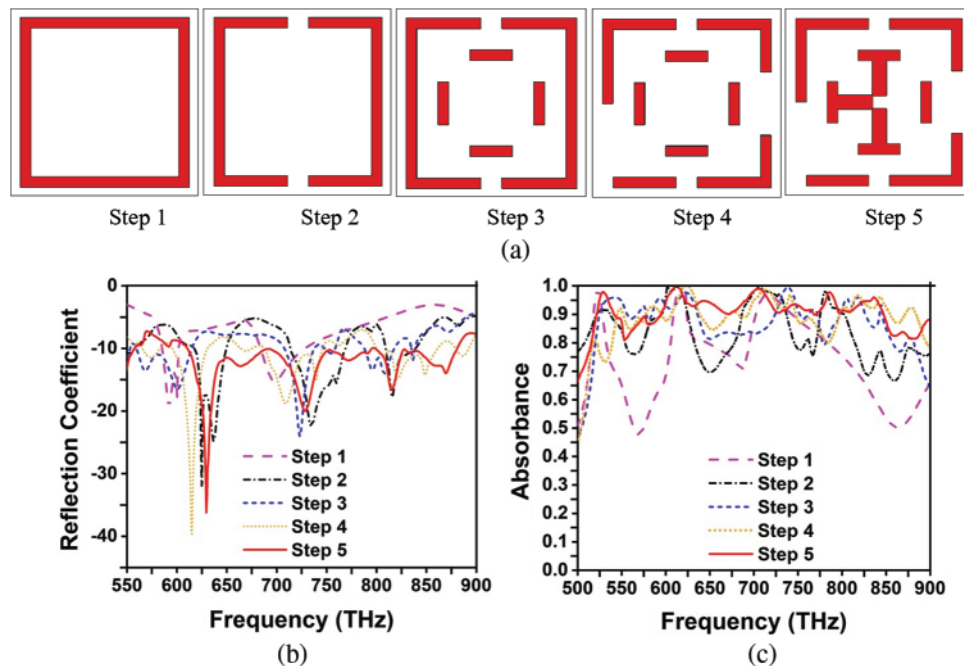 Step 1
Step 2
Step 3
Step 4
Step 5
(a)
Reflection Coefficient
0
-10
-20
-30
-40
Step 1
Step 2
Step 3
Step 4
Step 5
550 600 650 700 750 800 850 900
Frequency (THz)
(b)
Absorbance
1.0
0.9
0.8
0.7
0.6
0.5
0.4
0.3
0.2
0.1
0.0
Step 1
Step 2
Step 3
Step 4
Step 5
500 550 600 650 700 750 800 850 900
Frequency (THz)
(c)